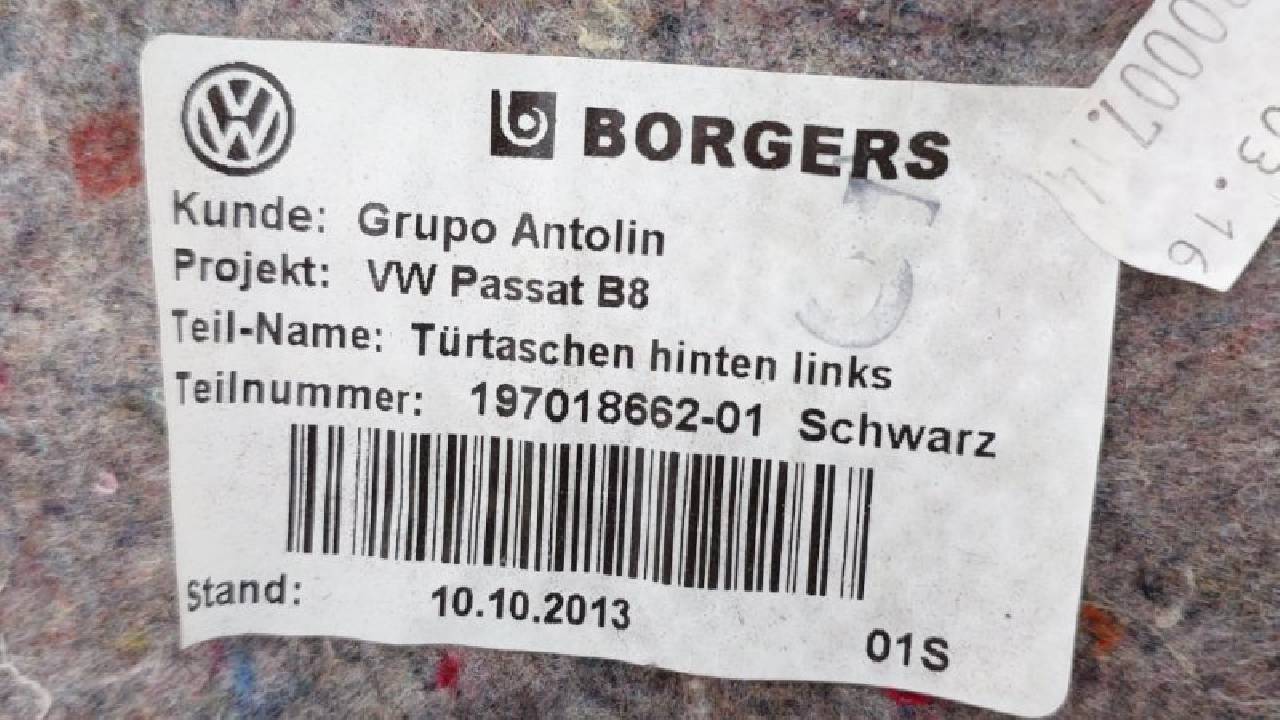 BORGERS
Kunde: Grupo Antolin
Projekt: VW Passat B8
Teil-Name: Türtaschen hinten links
Teilnummer: 197018662-01 Schwarz
Stand: 10.10.2013
01S